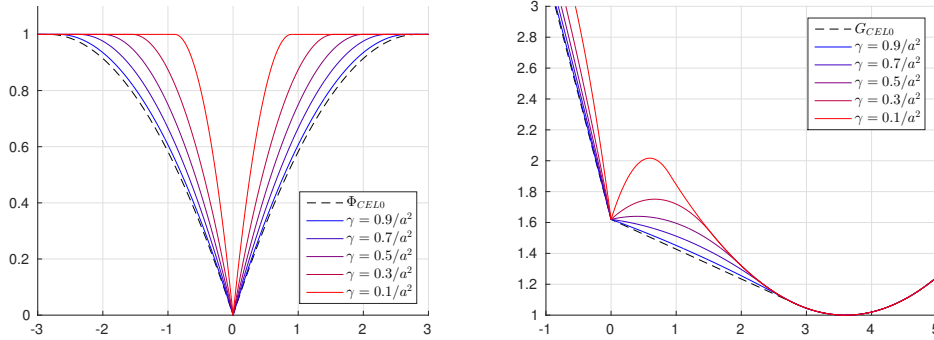 1
0.8
0.6
0.4
0.2
0
-3
-2
-1
0
1
2
3
Φ_{CEL0}
γ = 0.9/a²
γ = 0.7/a²
γ = 0.5/a²
γ = 0.3/a²
γ = 0.1/a²
3
2.8
2.6
2.4
2.2
2
1.8
1.6
1.4
1.2
1
-1
0
1
2
3
4
5
G_{CEL0}
γ = 0.9/a²
γ = 0.7/a²
γ = 0.5/a²
γ = 0.3/a²
γ = 0.1/a²